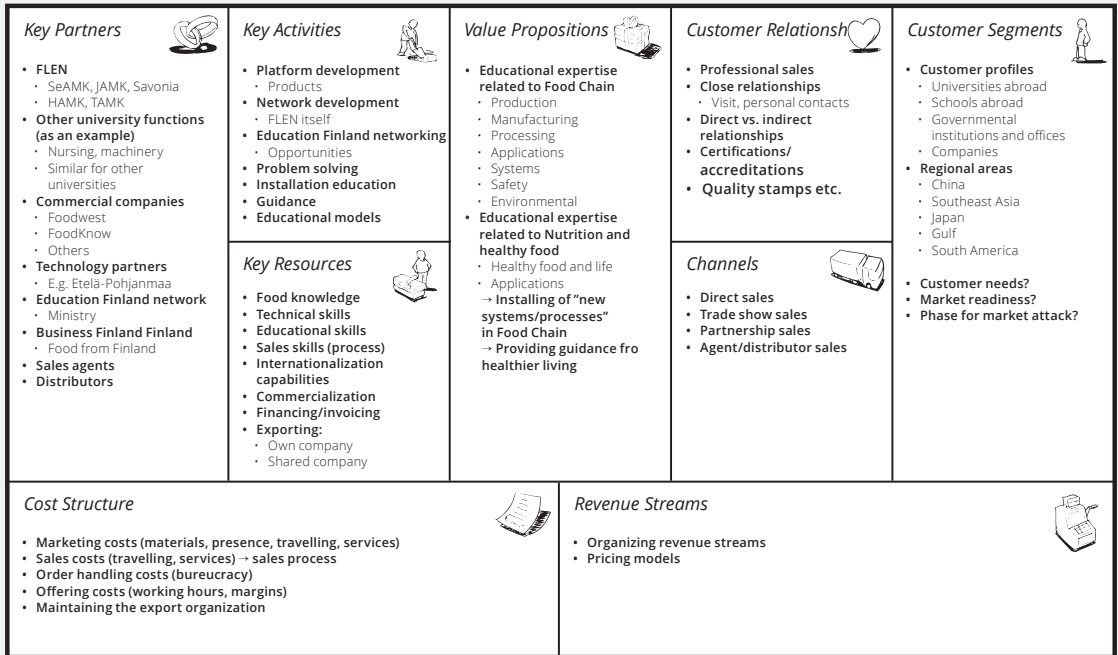 Key Partners
• FLEN
• SeAMK, JAMK, Savonia
• HAMK, TAMK
• Other university functions
(as an example)
• Nursing, machinery
• Similar for other
universities
• Commercial companies
• Foodwest
• FoodKnow
• Others
• Technology partners
• E.g. Etelä-Pohjanmaa
• Education Finland network
• Ministry
• Business Finland Finland
• Food from Finland
• Sales agents
• Distributors
Key Activities
• Platform development
• Products
• Network development
• FLEN itself
• Education Finland networking
• Opportunities
• Problem solving
• Installation education
• Guidance
• Educational models
Key Resources
• Food knowledge
• Technical skills
• Educational skills
• Sales skills (process)
• Internationalization
capabilities
• Commercialization
• Financing/invoicing
• Exporting:
• Own company
• Shared company
Value Propositions
• Educational expertise
related to Food Chain
• Production
• Manufacturing
• Processing
• Applications
• Systems
• Safety
• Environmental
• Educational expertise
related to Nutrition and
healthy food
• Healthy food and life
• Applications
→ Installing of ”new
systems/processes”
in Food Chain
→ Providing guidance fro
healthier living
Customer Relationsh
• Professional sales
• Close relationships
• Visit, personal contacts
• Direct vs. indirect
relationships
• Certifications/
accreditations
• Quality stamps etc.
Channels
• Direct sales
• Trade show sales
• Partnership sales
• Agent/distributor sales
Customer Segments
• Customer profiles
• Universities abroad
• Schools abroad
• Governmental
institutions and offices
• Companies
• Regional areas
• China
• Southeast Asia
• Japan
• Gulf
• South America
• Customer needs?
• Market readiness?
• Phase for market attack?
Cost Structure
• Marketing costs (materials, presence, travelling, services)
• Sales costs (travelling, services) → sales process
• Order handling costs (bureucracy)
• Offering costs (working hours, margins)
• Maintaining the export organization
Revenue Streams
• Organizing revenue streams
• Pricing models